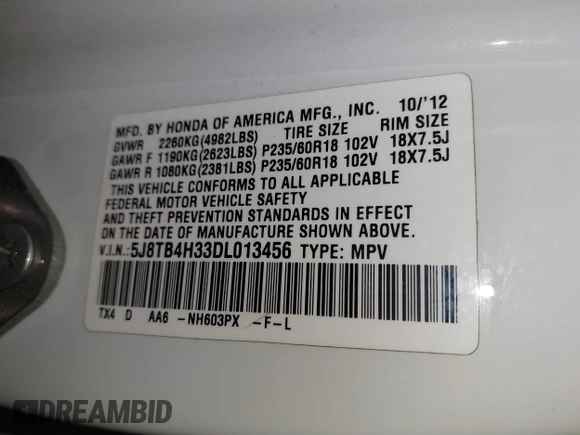 MFD. BY HONDA OF AMERICA MFG., INC. 10/'12
GVWR 2260KG(4982LBS) TIRE SIZE RIM SIZE
GAWR F 1190KG(2623LBS) P235/60R18 102V 18X7.5J
GAWR R 1080KG(2381LBS) P235/60R18 102V 18X7.5J
THIS VEHICLE CONFORMS TO ALL APPLICABLE
FEDERAL MOTOR VEHICLE SAFETY
AND THEFT PREVENTION STANDARDS IN EFFECT
ON THE DATE OF MANUFACTURE SHOWN ABOVE.
V.I.N.: 5J8TB4H33DL013456 TYPE: MPV
TX4 D AA6 -NH603PX -F-L
DREAMBID